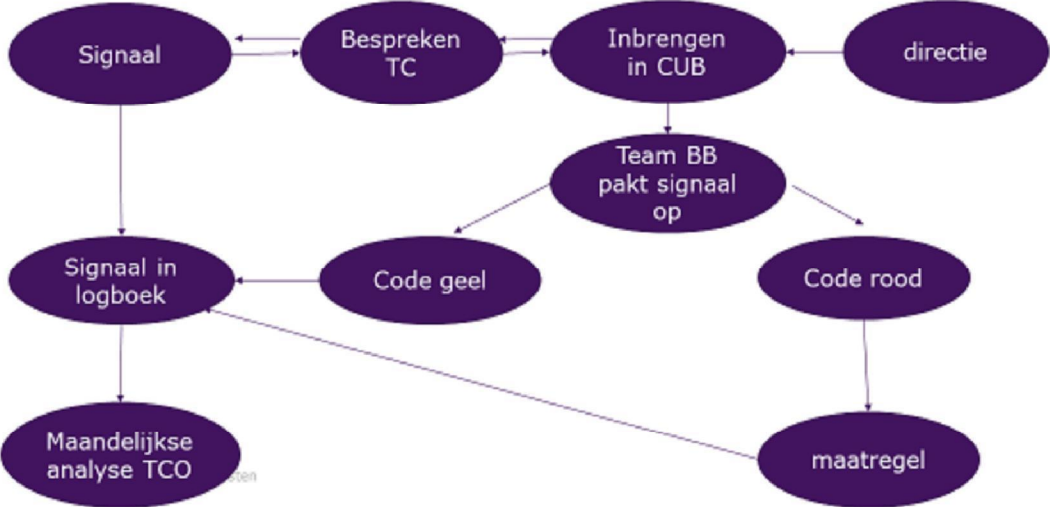 Signaal
Bespreken
TC
Inbrengen
in CUB
directie
Team BB
pakt signaal
op
Signaal in
logboek
Code geel
Code rood
Maandelijkse
analyse TCO
maatregel